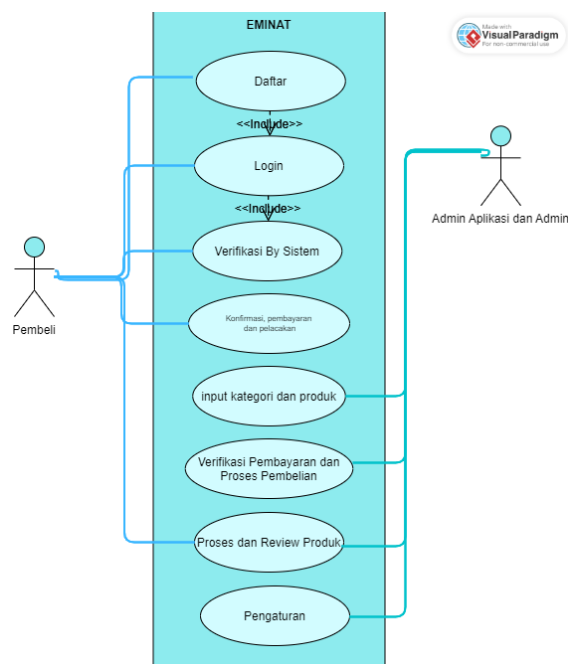 EMINAT
Made with
Visual Paradigm
For non-commercial use
Daftar
<<Include>>
Login
<<Include>>
Verifikasi By Sistem
Konfirmasi, pembayaran
dan pelacakan
input kategori dan produk
Verifikasi Pembayaran dan
Proses Pembelian
Proses dan Review Produk
Pengaturan
Pembeli
Admin Aplikasi dan Admin